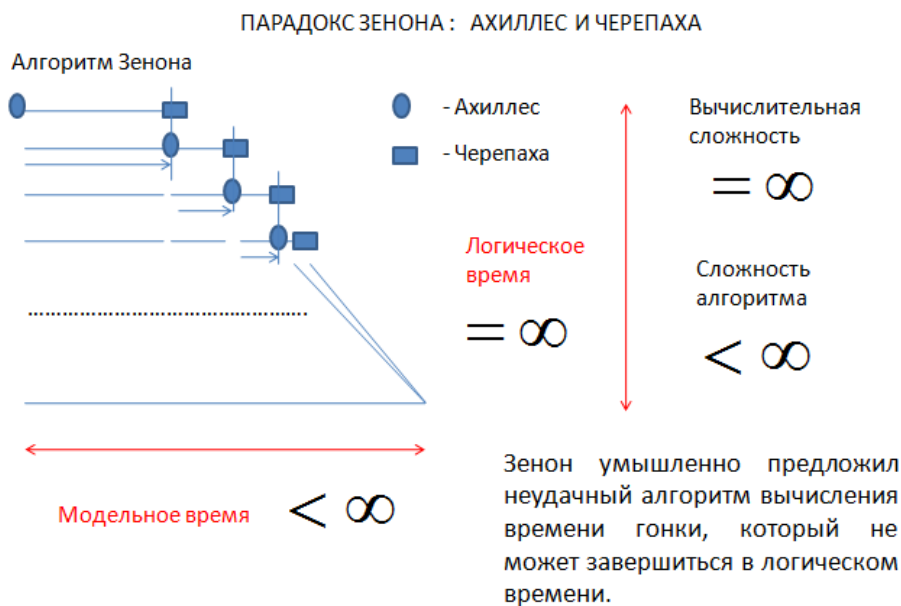 ПАРАДОКС ЗЕНОНА : АХИЛЛЕС И ЧЕРЕПАХА
Алгоритм Зенона
- Ахиллес
- Черепаха
Вычислительная
сложность
= ∞
Логическое
время
= ∞
Сложность
алгоритма
< ∞
Модельное время < ∞
Зенон умышленно предложил
неудачный алгоритм вычисления
времени гонки, который не
может завершиться в логическом
времени.